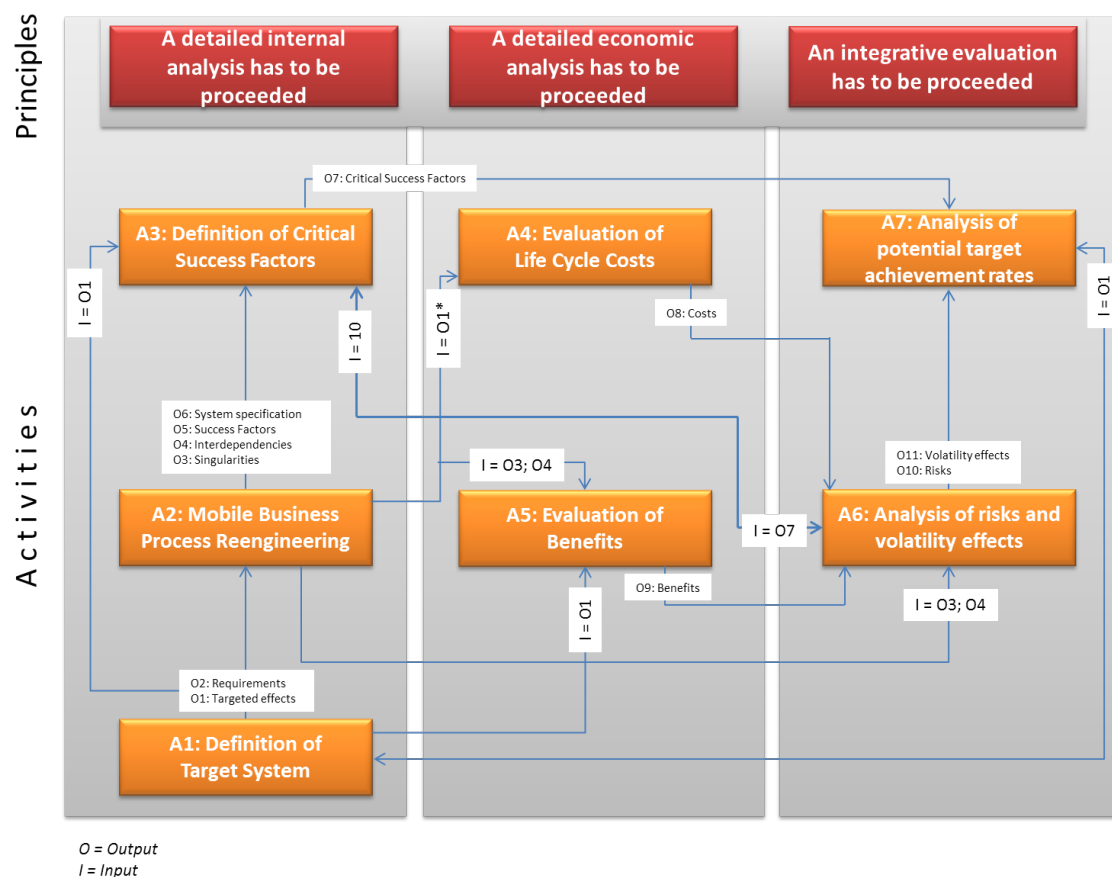 Principles
A detailed internal
analysis has to be
proceeded
A detailed economic
analysis has to be
proceeded
An integrative evaluation
has to be proceeded
Activities
O7: Critical Success Factors
A3: Definition of Critical
Success Factors
A4: Evaluation of
Life Cycle Costs
A7: Analysis of
potential target
achievement rates
I = O1
I = 10
I = O1*
O8: Costs
I = O1
O6: System specification
O5: Success Factors
O4: Interdependencies
O3: Singularities
I = O3; O4
O11: Volatility effects
O10: Risks
A2: Mobile Business
Process Reengineering
A5: Evaluation of
Benefits
I = O7
A6: Analysis of risks and
volatility effects
O9: Benefits
I = O1
I = O3; O4
O2: Requirements
O1: Targeted effects
A1: Definition of
Target System
O = Output
I = Input